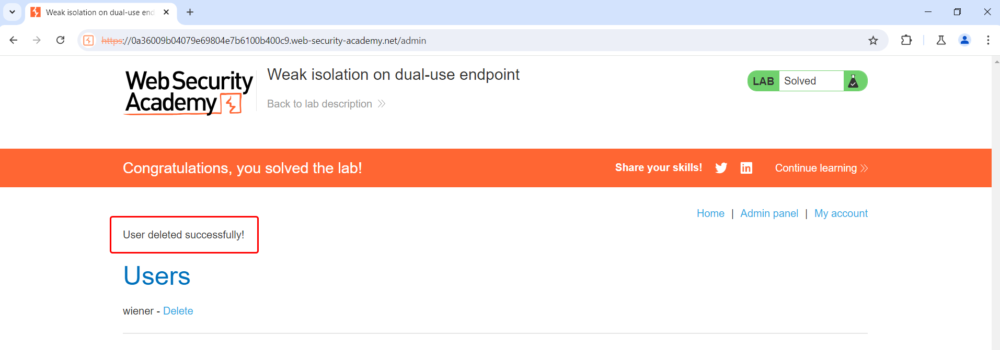 Weak isolation on dual-use end
https://0a36009b04079e69804e7b6100b400c9.web-security-academy.net/admin
Web Security
Academy
Weak isolation on dual-use endpoint
Back to lab description
LAB Solved
Congratulations, you solved the lab!
Share your skills!
Continue learning
Home | Admin panel | My account
User deleted successfully!
Users
wiener - Delete